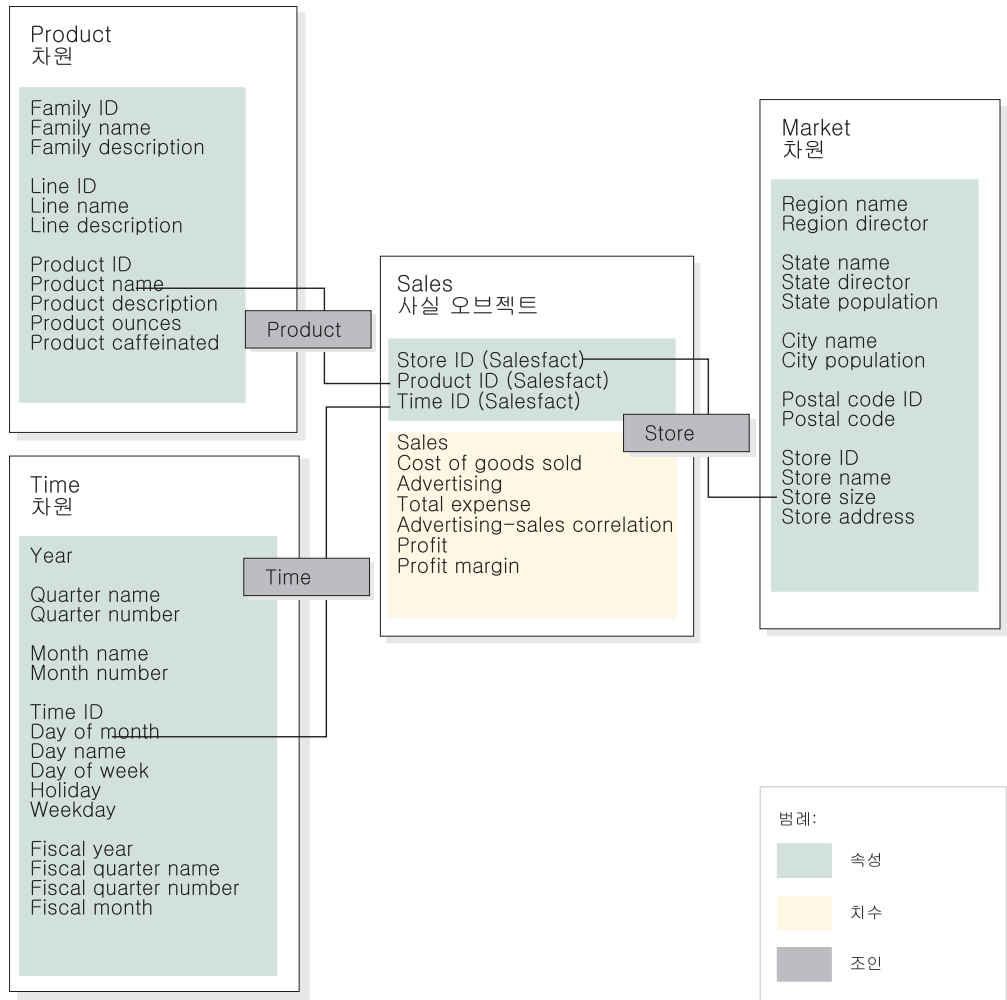 Product
차원
Family ID
Family name
Family description
Line ID
Line name
Line description
Product ID
Product name
Product description
Product ounces
Product caffeinated
Product
Time
차원
Year
Quarter name
Quarter number
Month name
Month number
Time ID
Day of month
Day name
Day of week
Holiday
Weekday
Fiscal year
Fiscal quarter name
Fiscal quarter number
Fiscal month
Time
Sales
사실 오브젝트
Store ID (Salesfact)
Product ID (Salesfact)
Time ID (Salesfact)
Sales
Cost of goods sold
Advertising
Total expense
Advertising-sales correlation
Profit
Profit margin
Store
Market
차원
Region name
Region director
State name
State director
State population
City name
City population
Postal code ID
Postal code
Store ID
Store name
Store size
Store address
범례:
속성
치수
조인